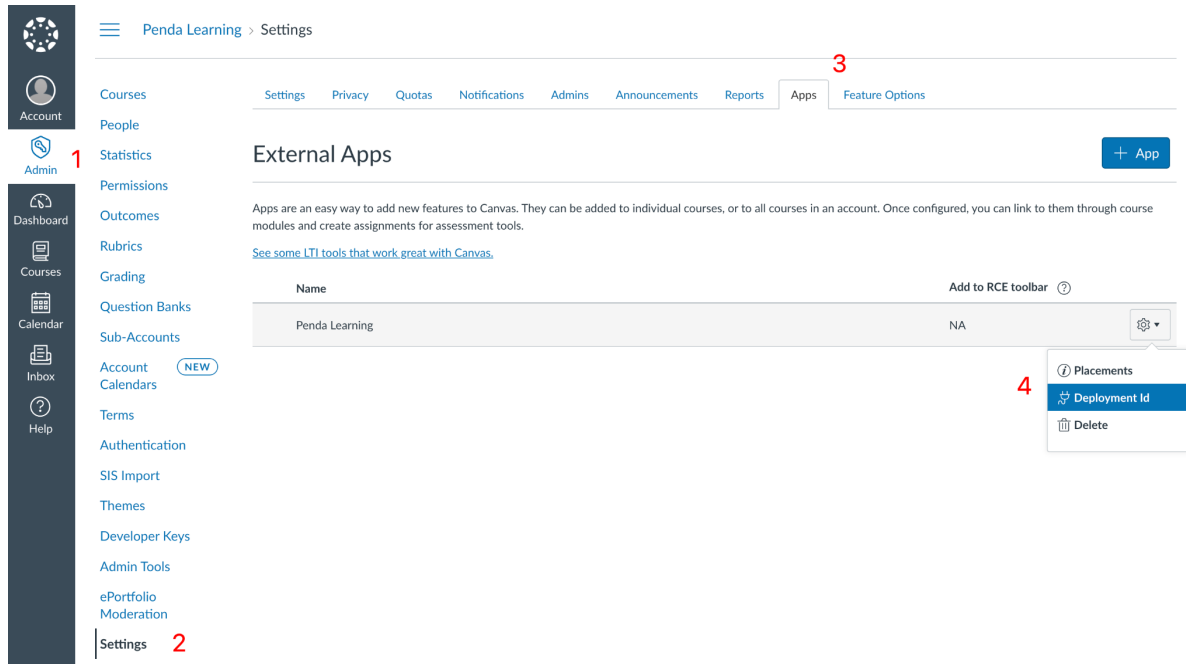 Penda Learning > Settings
Account
1
Admin
Dashboard
Courses
Calendar
Inbox
Help
Courses
People
Statistics
Permissions
Outcomes
Rubrics
Grading
Question Banks
Sub-Accounts
Account
Calendars
NEW
Terms
Authentication
SIS Import
Themes
Developer Keys
Admin Tools
ePortfolio
Moderation
Settings 2
3
Settings Privacy Quotas Notifications Admins Announcements Reports Apps Feature Options
External Apps
+ App
Apps are an easy way to add new features to Canvas. They can be added to individual courses, or to all courses in an account. Once configured, you can link to them through course
modules and create assignments for assessment tools.
See some LTI tools that work great with Canvas.
Name Add to RCE toolbar ?
Penda Learning NA
4
Placements
Deployment Id
Delete